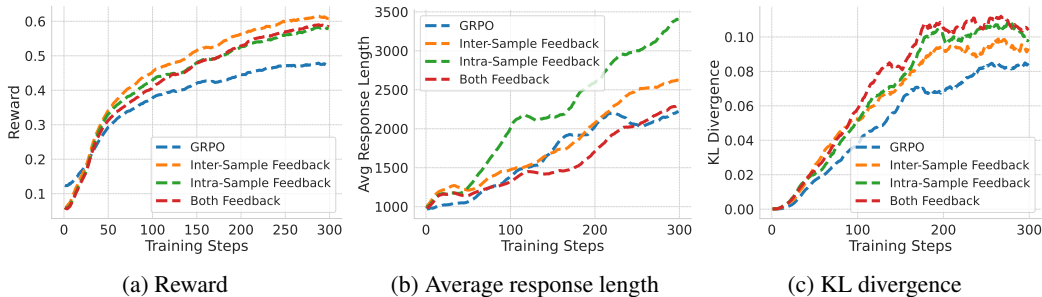 Reward
0.6
0.5
0.4
0.3
0.2
0.1
GRPO
Inter-Sample Feedback
Intra-Sample Feedback
Both Feedback
0 50 100 150 200 250 300
Training Steps
(a) Reward
Avg Response Length
3500
3000
2500
2000
1500
1000
GRPO
Inter-Sample Feedback
Intra-Sample Feedback
Both Feedback
0 100 200 300
Training Steps
(b) Average response length
KL Divergence
0.10
0.08
0.06
0.04
0.02
0.00
GRPO
Inter-Sample Feedback
Intra-Sample Feedback
Both Feedback
0 100 200 300
Training Steps
(c) KL divergence